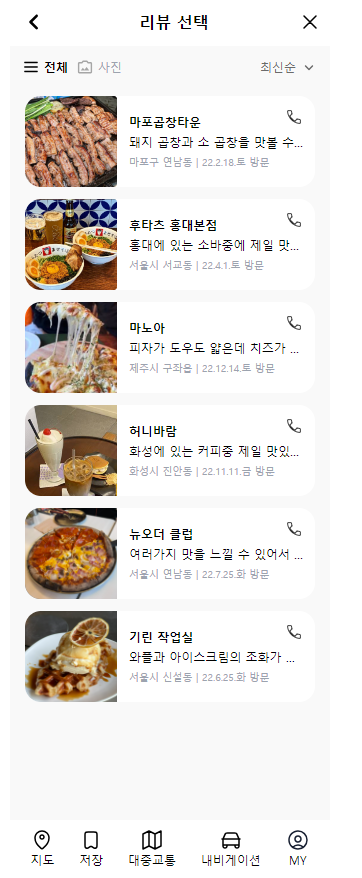 리뷰 선택
전체 사진 최신순
마포곱창타운
돼지 곱창과 소 곱창을 맛볼 수...
마포구 연남동 | 22.2.18.토 방문
후타츠 홍대본점
홍대에 있는 소바중에 제일 맛...
서울시 서교동 | 22.4.1.토 방문
마노아
피자가 도우도 얇은데 치즈가 ...
제주시 구좌읍 | 22.12.14.토 방문
허니바람
화성에 있는 커피중 제일 맛있...
화성시 진안동 | 22.11.11.금 방문
뉴오더 클럽
여러가지 맛을 느낄 수 있어서 ...
서울시 연남동 | 22.7.25.화 방문
기린 작업실
와플과 아이스크림의 조화가 ...
서울시 신설동 | 22.6.25.화 방문
지도 저장 대중교통 내비게이션 MY